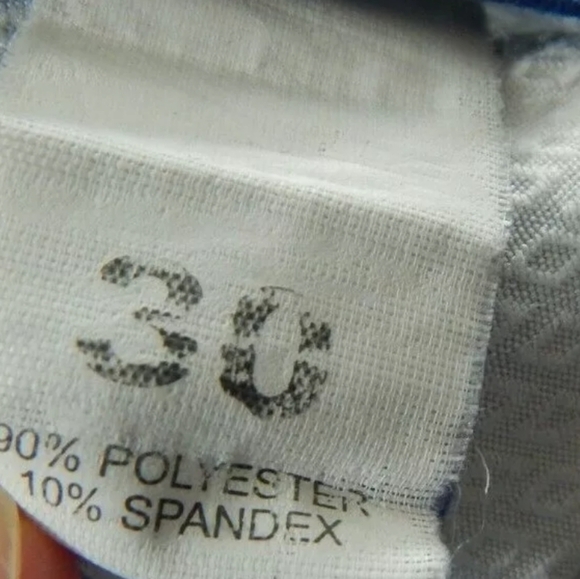 30
90% POLYESTER
10% SPANDEX